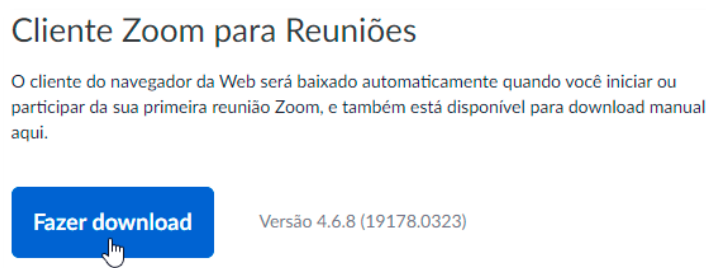 Cliente Zoom para Reuniões
O cliente do navegador da Web será baixado automaticamente quando você iniciar ou
participar da sua primeira reunião Zoom, e também está disponível para download manual
aqui.
Fazer download
Versão 4.6.8 (19178.0323)